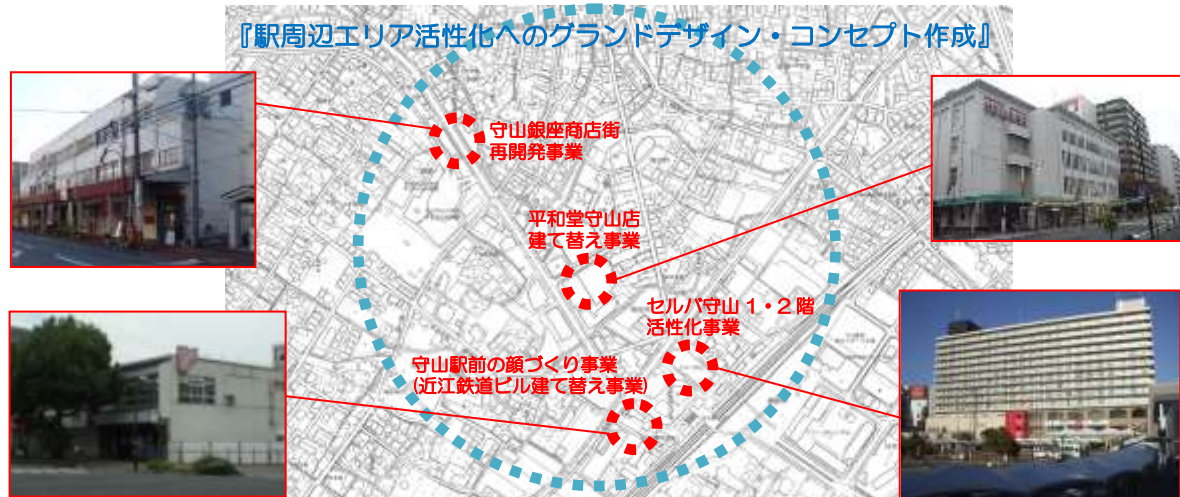 『駅周辺エリア活性化へのグランドデザイン・コンセプト作成』
守山銀座商店街
再開発事業
平和堂守山店
建て替え事業
セルバ守山 1・2 階
活性化事業
守山駅前の顔づくり事業
(近江鉄道ビル建て替え事業)